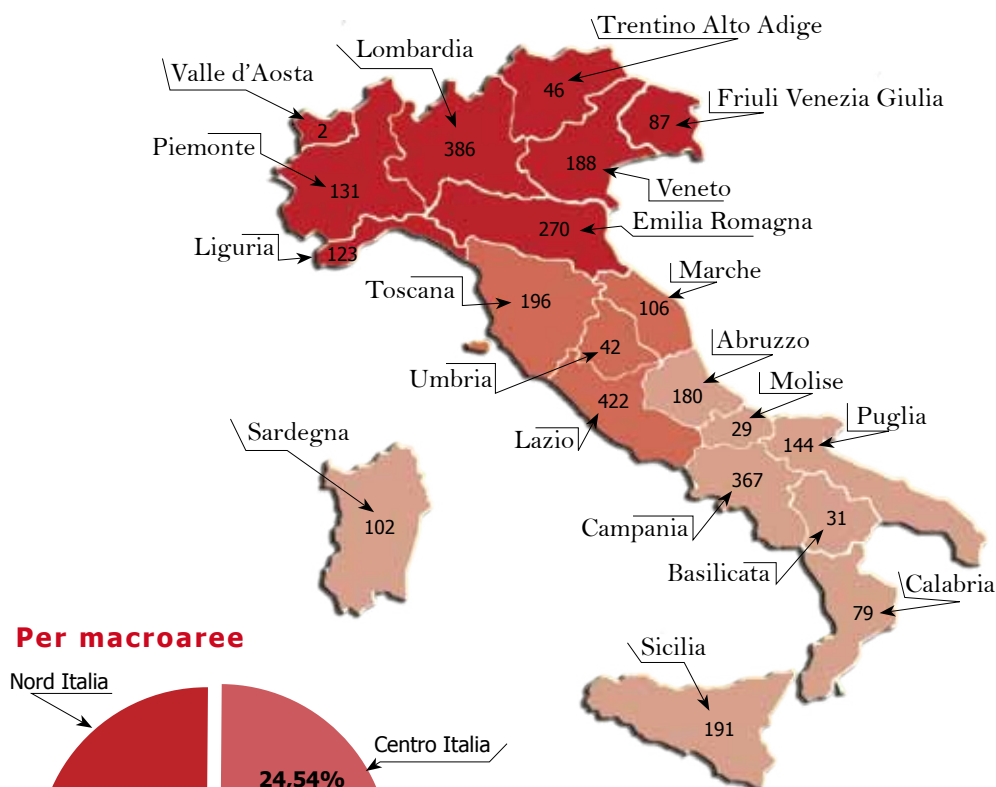 Trentino Alto Adige
Lombardia
Valle d'Aosta
46
Friuli Venezia Giulia
2
87
Piemonte
386
188
131
Veneto
Emilia Romagna
270
Liguria
123
Marche
Toscana
196
106
Abruzzo
42
Umbria
Molise
180
422
Puglia
29
Lazio
Sardegna
144
367
102
31
Campania
Basilicata
Calabria
79
Per macroaree
Sicilia
Nord Italia
191
Centro Italia
24,54%